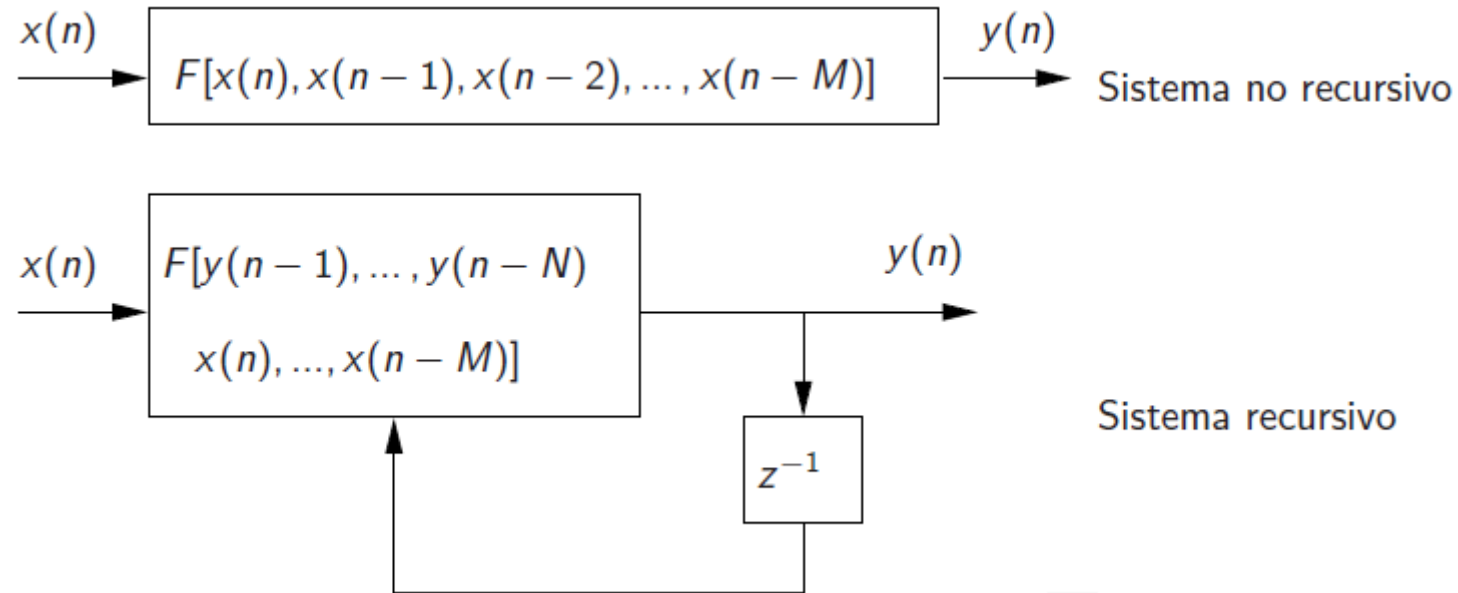 x(n)
y(n)
F[x(n), x(n − 1), x(n − 2), ... , x(n − M)]
Sistema no recursivo
x(n)
F[y(n − 1), ... , y(n − N)
y(n)
x(n), ..., x(n − M)]
Sistema recursivo
z⁻¹